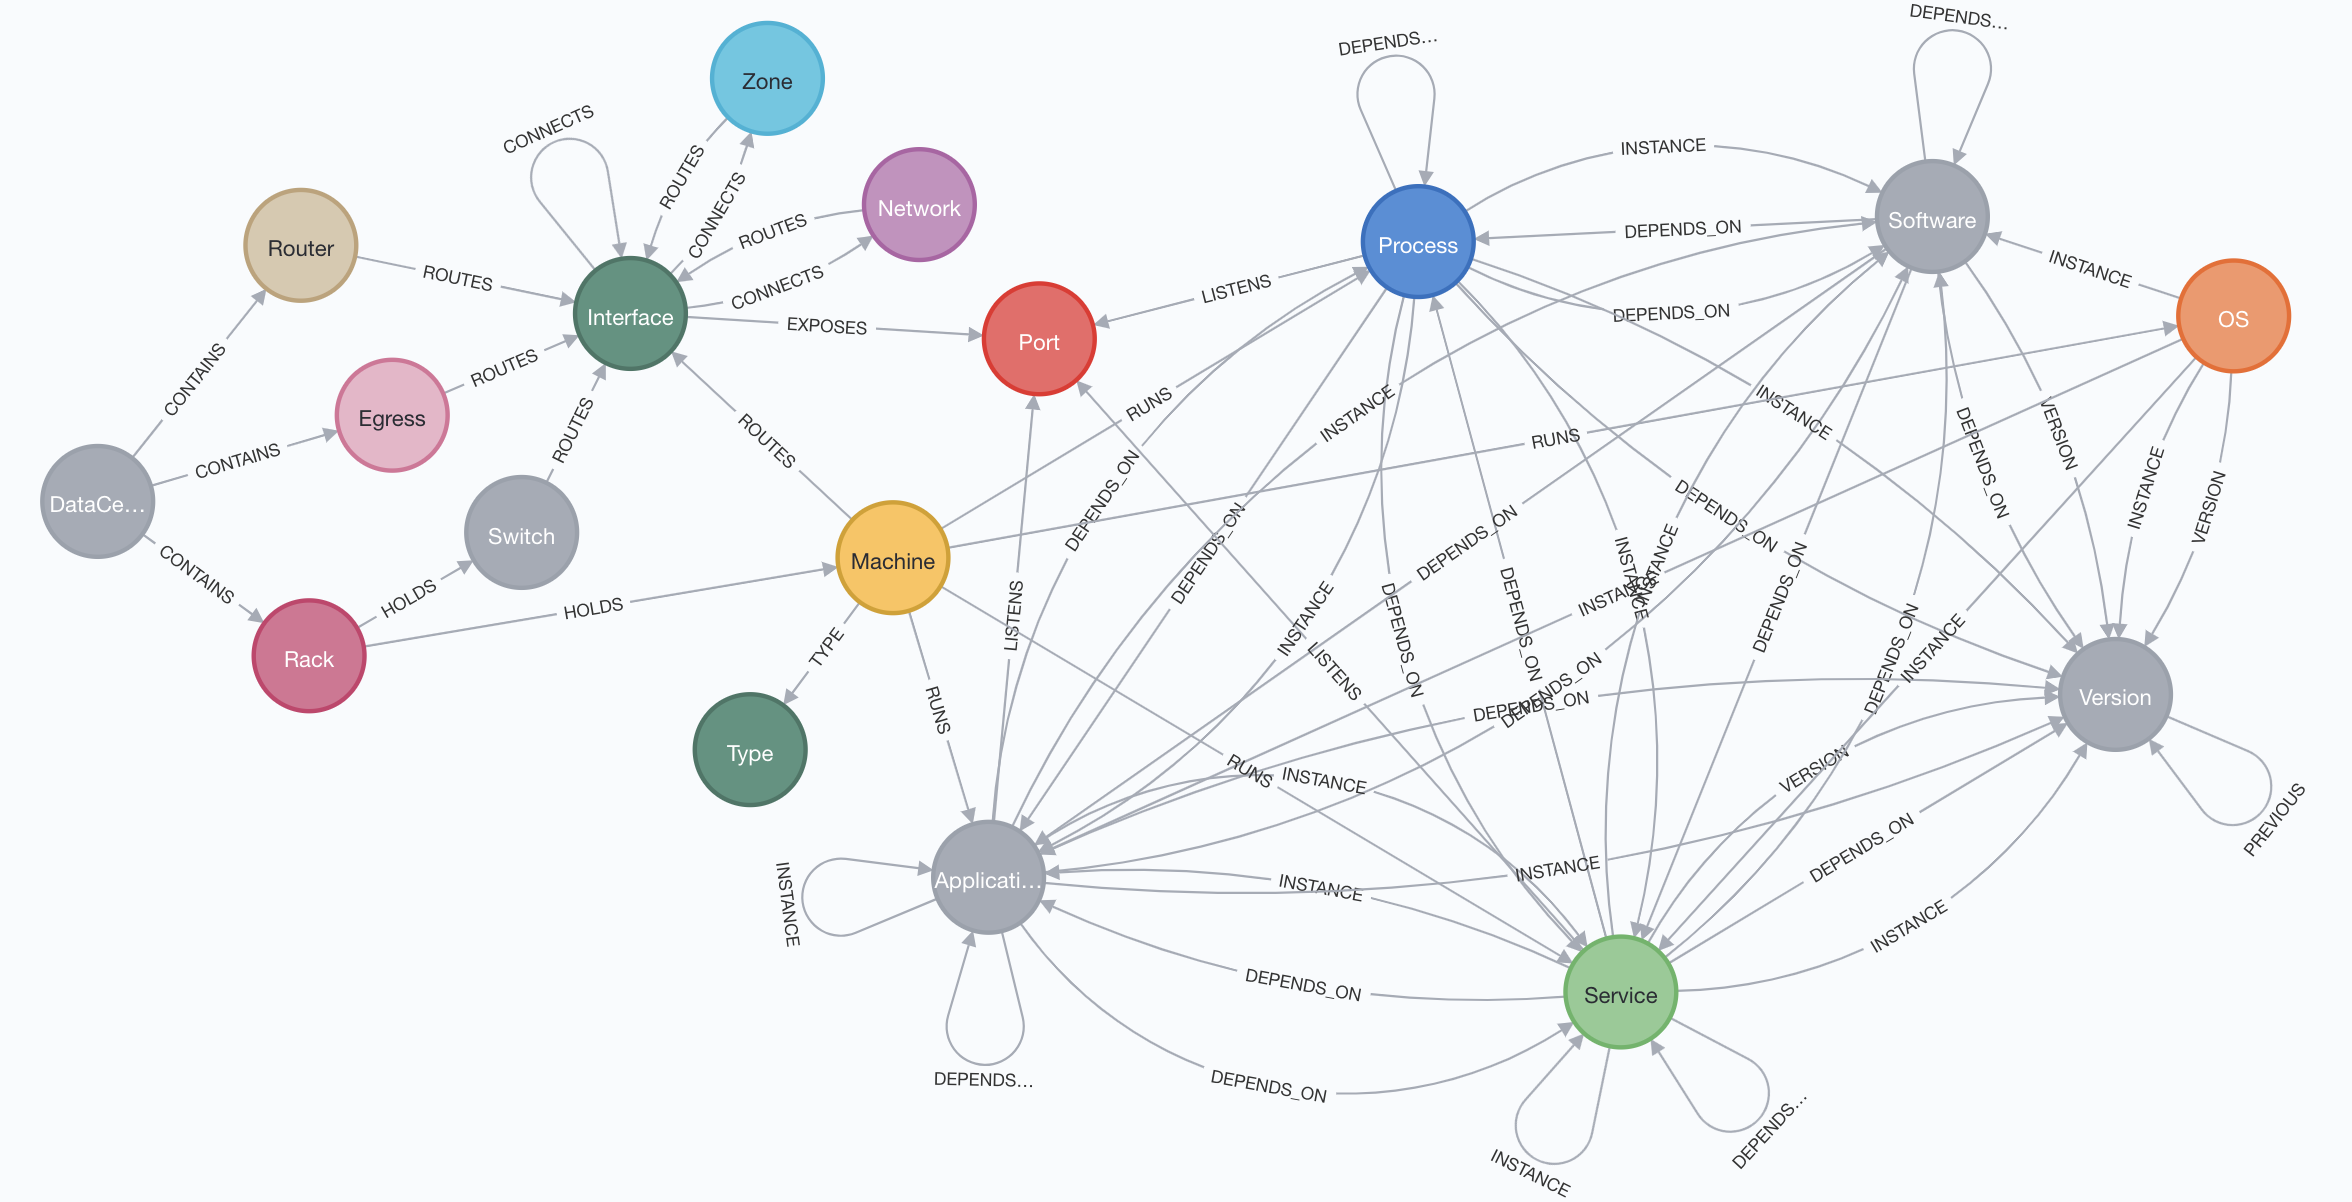 DEPENDS…
DEPENDS…
Zone
CONNECTS
INSTANCE
ROUTES
CONNECTS
Network
Software
ROUTES
DEPENDS_ON
Process
Router
ROUTES
CONNECTS
LISTENS
INSTANCE
OS
Interface
EXPOSES
DEPENDS_ON
Port
CONTAINS
ROUTES
RUNS
INSTANCE
INSTANCE
Egress
ROUTES
ROUTES
RUNS
VERSION
DEPENDS_ON
CONTAINS
DataCe…
DEPENDS_ON
INSTANCE
VERSION
DEPENDS_ON
Switch
DEPENDS_ON
DEPENDS_ON
Machine
CONTAINS
HOLDS
HOLDS
LISTENS
INSTANCE
DEPENDS_ON
DEPENDS_ON
INSTANCE
INSTANCE
INSTANCE
DEPENDS_ON
Rack
TYPE
LISTENS
DEPENDS_ON
INSTANCE
RUNS
DEPENDS_ON
DEPENDS_ON
Version
Type
RUNS
INSTANCE
VERSION
PREVIOUS
Applicati…
INSTANCE
INSTANCE
INSTANCE
DEPENDS_ON
INSTANCE
DEPENDS_ON
Service
DEPENDS…
DEPENDS_ON
DEPENDS…
INSTANCE